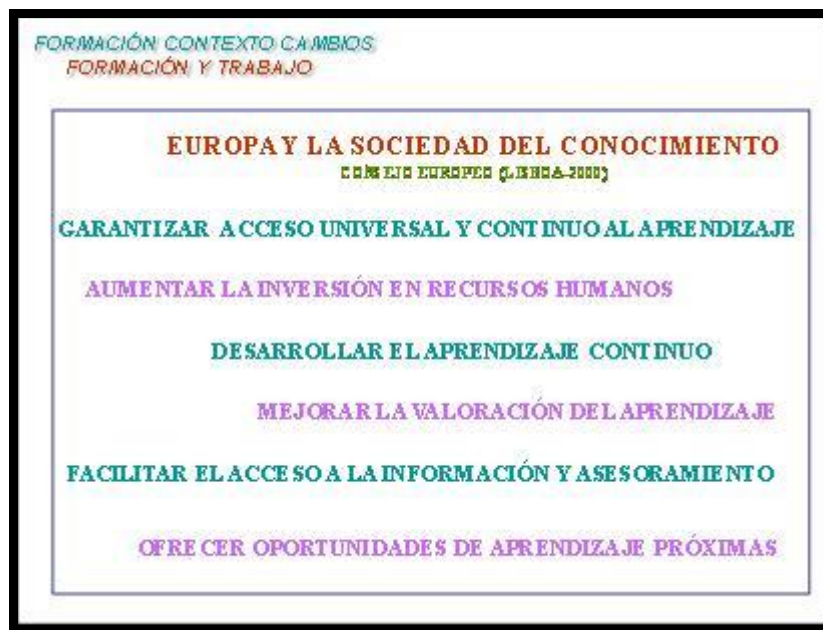 FORMACIÓN CONTEXTO CAMBIOS
FORMACIÓN Y TRABAJO
EUROPA Y LA SOCIEDAD DEL CONOCIMIENTO
CONSEJO EUROPEO (LISBOA-2000)
GARANTIZAR ACCESO UNIVERSAL Y CONTINUO AL APRENDIZAJE
AUMENTAR LA INVERSIÓN EN RECURSOS HUMANOS
DESARROLLAR EL APRENDIZAJE CONTINUO
MEJORAR LA VALORACIÓN DEL APRENDIZAJE
FACILITAR EL ACCESO A LA INFORMACIÓN Y ASESORAMIENTO
OFRECER OPORTUNIDADES DE APRENDIZAJE PRÓXIMAS